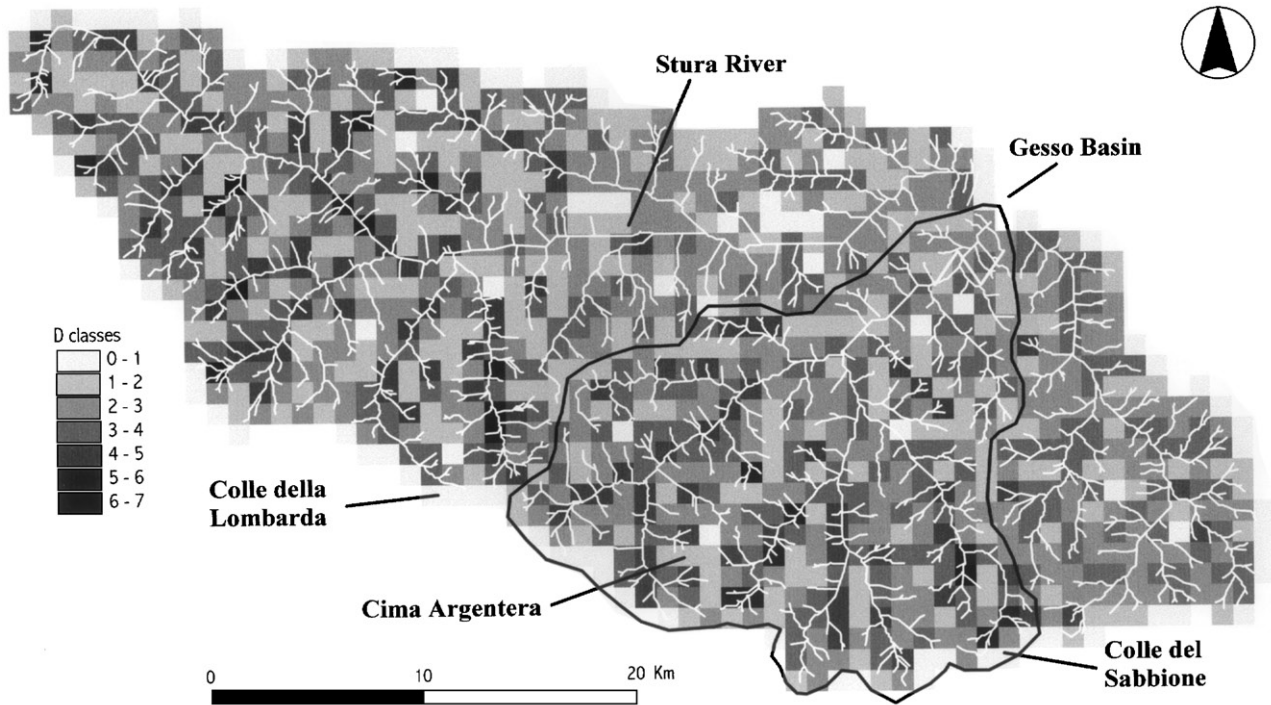 Stura River
Gesso Basin
D classes
0 - 1
1 - 2
2 - 3
3 - 4
4 - 5
5 - 6
6 - 7
Colle della
Lombarda
Cima Argentera
Colle del
Sabbione
0 10 20 Km